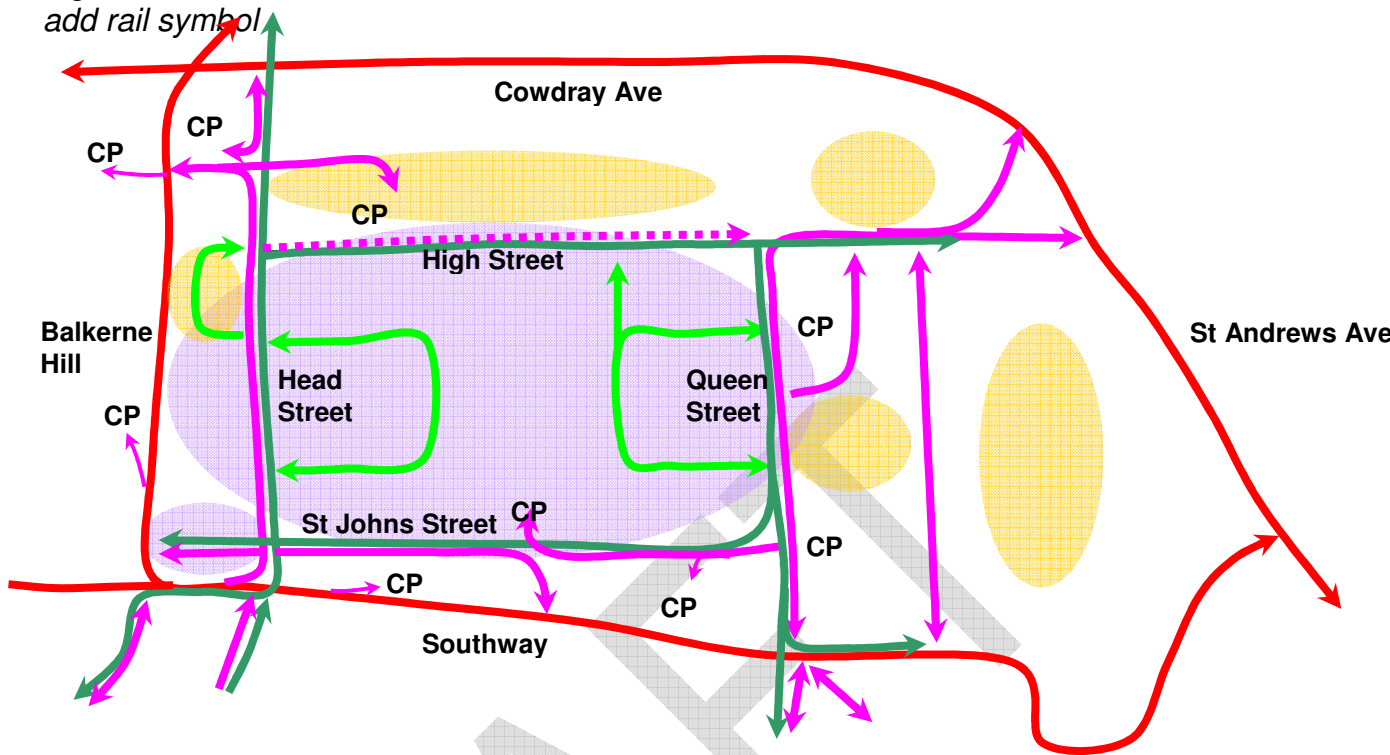 add rail symbol
Cowdray Ave
CP
CP
CP
High Street
CP
Balkerne
Hill
St Andrews Ave
Head
Street
Queen
Street
CP
St Johns Street
CP
CP
CP
CP
Southway